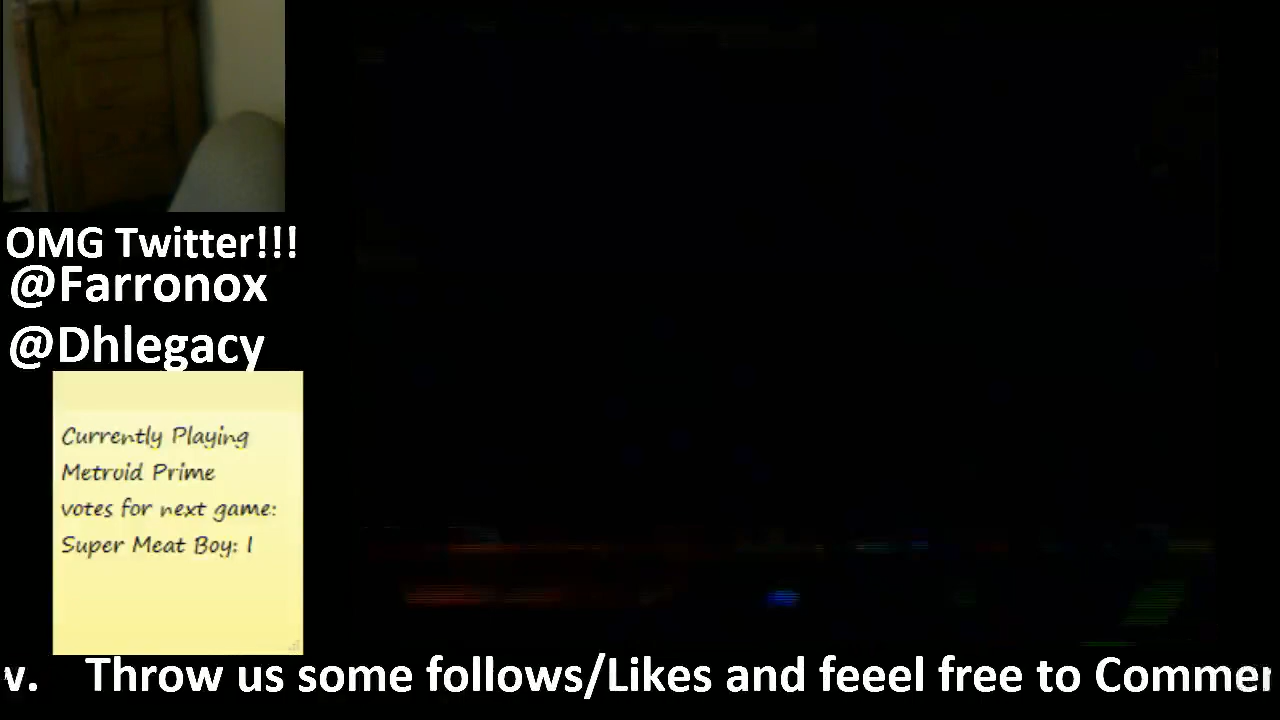 OMG Twitter!!!
@Farronox
@Dhlegacy
Currently Playing
Metroid Prime
votes for next game:
Super Meat Boy: 1
Throw us some follows/Likes and feeel free to Commen